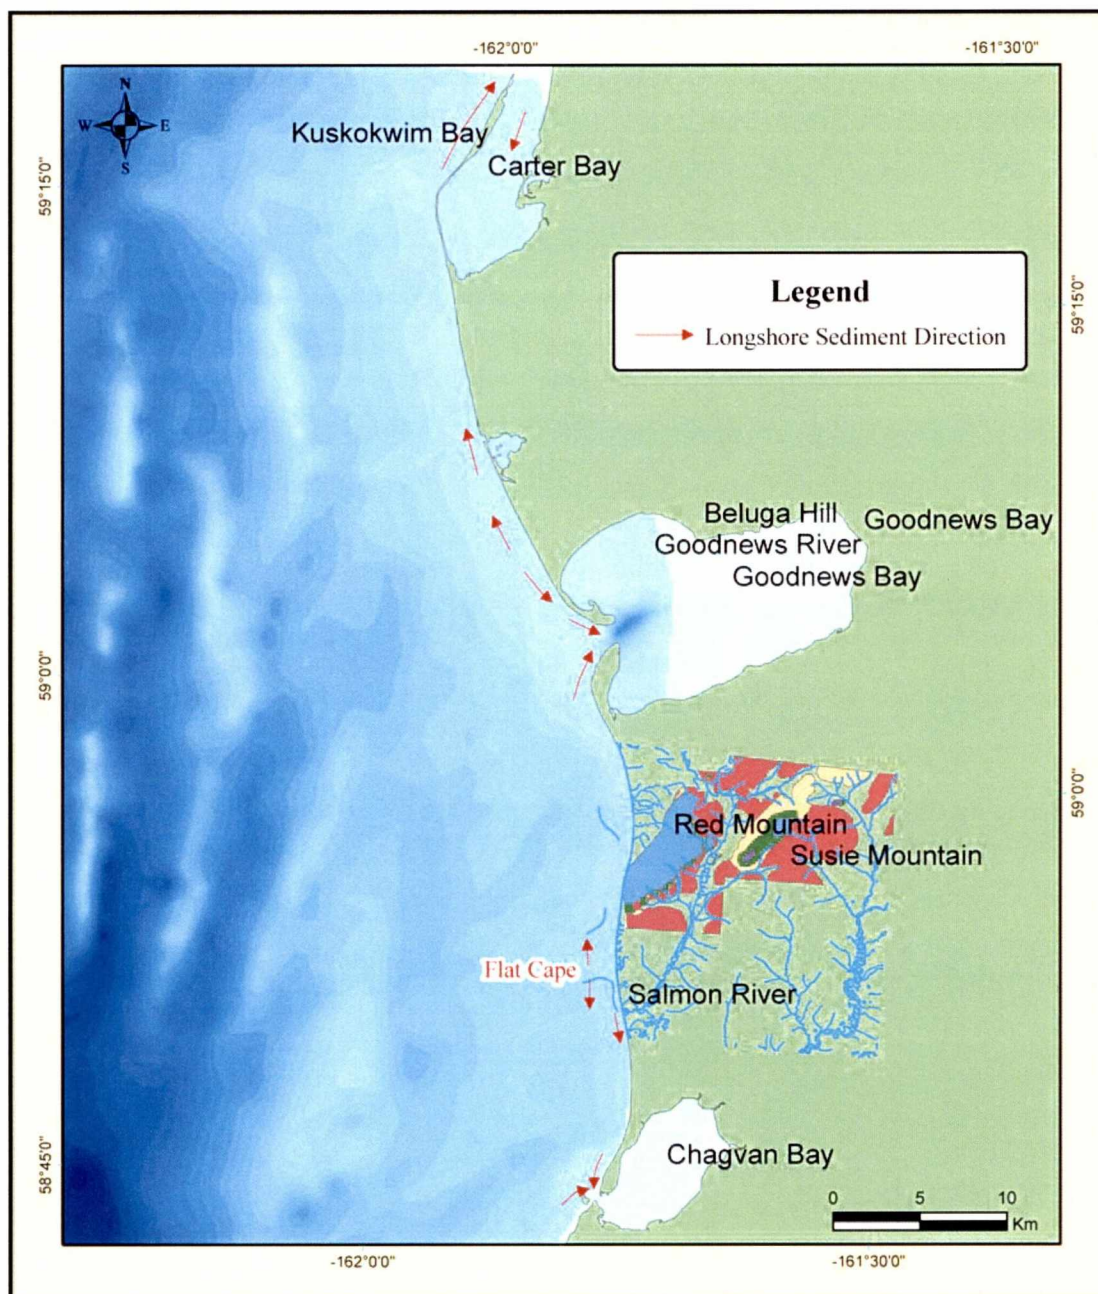 -162°0'0"
-161°30'0"
N
W
E
S
Kuskokwim Bay
Carter Bay
59°15'0"
59°15'0"
Legend
Longshore Sediment Direction
Beluga Hill
Goodnews Bay
Goodnews River
Goodnews Bay
59°0'0"
59°0'0"
Red Mountain
Susie Mountain
Flat Cape
Salmon River
58°45'0"
Chagvan Bay
0 5 10
Km
-162°0'0"
-161°30'0"